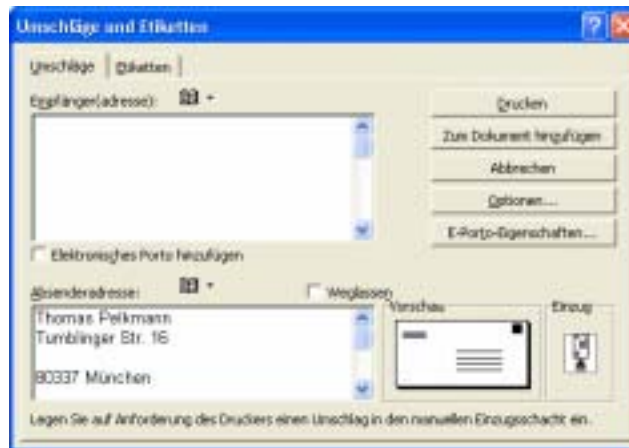 Umschläge und Etiketten
Umschläge
Etiketten
Empfänger(adresse):
Drucken
Zum Dokument hinzufügen
Abbrechen
Optionen...
E-Porto-Eigenschaften...
Elektronisches Porto hinzufügen
Absenderadresse:
Weglassen
Thomas Pelkmann
Tumblinger Str. 16
80337 München
Vorschau
Einzug
Legen Sie auf Anforderung des Druckers einen Umschlag in den manuellen Einzugsschacht ein.